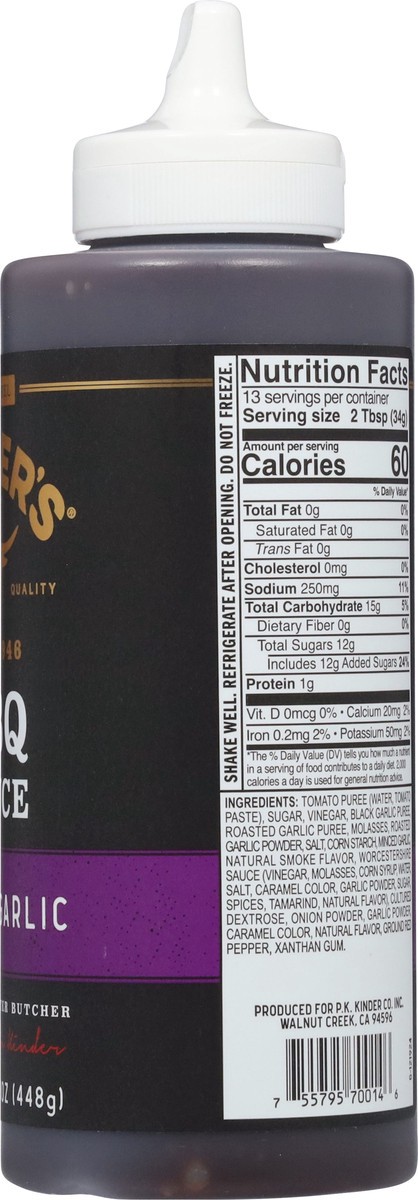 ER'S®
QUALITY
946
Q
CE
GARLIC
ER BUTCHER
Kinder
OZ (448g)
SHAKE WELL. REFRIGERATE AFTER OPENING. DO NOT FREEZE.
Nutrition Facts
13 servings per container
Serving size 2 Tbsp (34g)
Amount per serving
Calories 60
% Daily Value*
Total Fat 0g 0%
Saturated Fat 0g 0%
Trans Fat 0g
Cholesterol 0mg 0%
Sodium 250mg 11%
Total Carbohydrate 15g 5%
Dietary Fiber 0g 0%
Total Sugars 12g
Includes 12g Added Sugars 24%
Protein 1g
Vit. D 0mcg 0% • Calcium 20mg 2%
Iron 0.2mg 2% • Potassium 50mg 2%
*The % Daily Value (DV) tells you how much a nutrient
in a serving of food contributes to a daily diet. 2,000
calories a day is used for general nutrition advice.
INGREDIENTS: TOMATO PUREE (WATER, TOMATO
PASTE), SUGAR, VINEGAR, BLACK GARLIC PUREE,
ROASTED GARLIC PUREE, MOLASSES, ROASTED
GARLIC POWDER, SALT, CORN STARCH, MINCED GARLIC,
NATURAL SMOKE FLAVOR, WORCESTERSHIRE
SAUCE (VINEGAR, MOLASSES, CORN SYRUP, WATER,
SALT, CARAMEL COLOR, GARLIC POWDER, SUGAR,
SPICES, TAMARIND, NATURAL FLAVOR), CULTURED
DEXTROSE, ONION POWDER, GARLIC POWDER,
CARAMEL COLOR, NATURAL FLAVOR, GROUND RED
PEPPER, XANTHAN GUM.
PRODUCED FOR P.K. KINDER CO. INC.
WALNUT CREEK, CA 94596
7 55795 70014 6